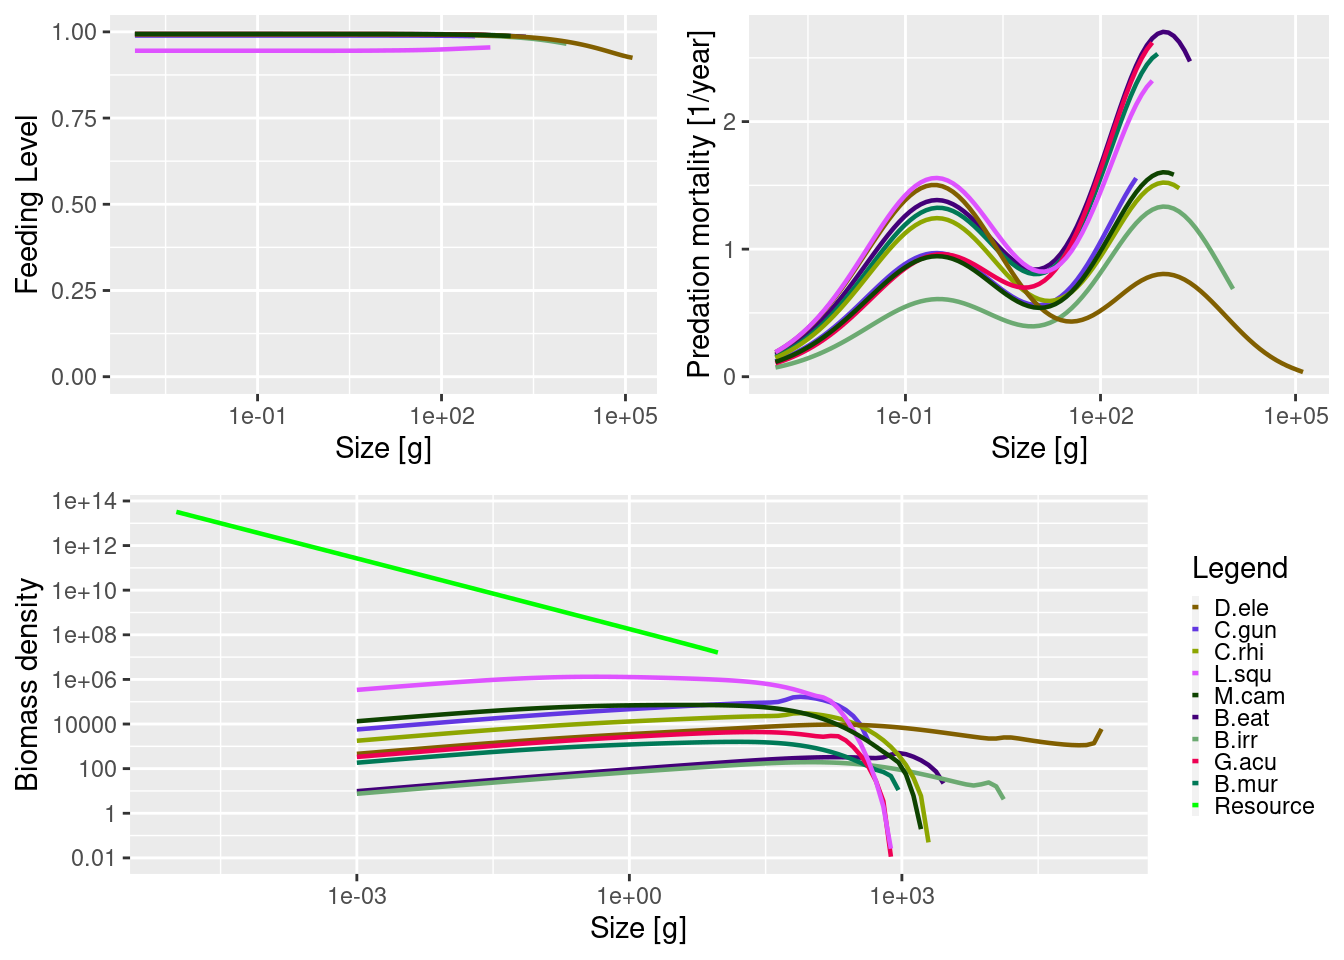 1.00
0.75
0.50
0.25
0.00
Feeding Level
1e-01
1e+02
1e+05
Size [g]
2
1
0
Predation mortality [1/year]
1e-01
1e+02
1e+05
Size [g]
1e+14
1e+12
1e+10
1e+08
1e+06
10000
100
1
0.01
Biomass density
1e-03
1e+00
1e+03
Size [g]
Legend
D.ele
C.gun
C.rhi
L.squ
M.cam
B.eat
B.irr
G.acu
B.mur
Resource